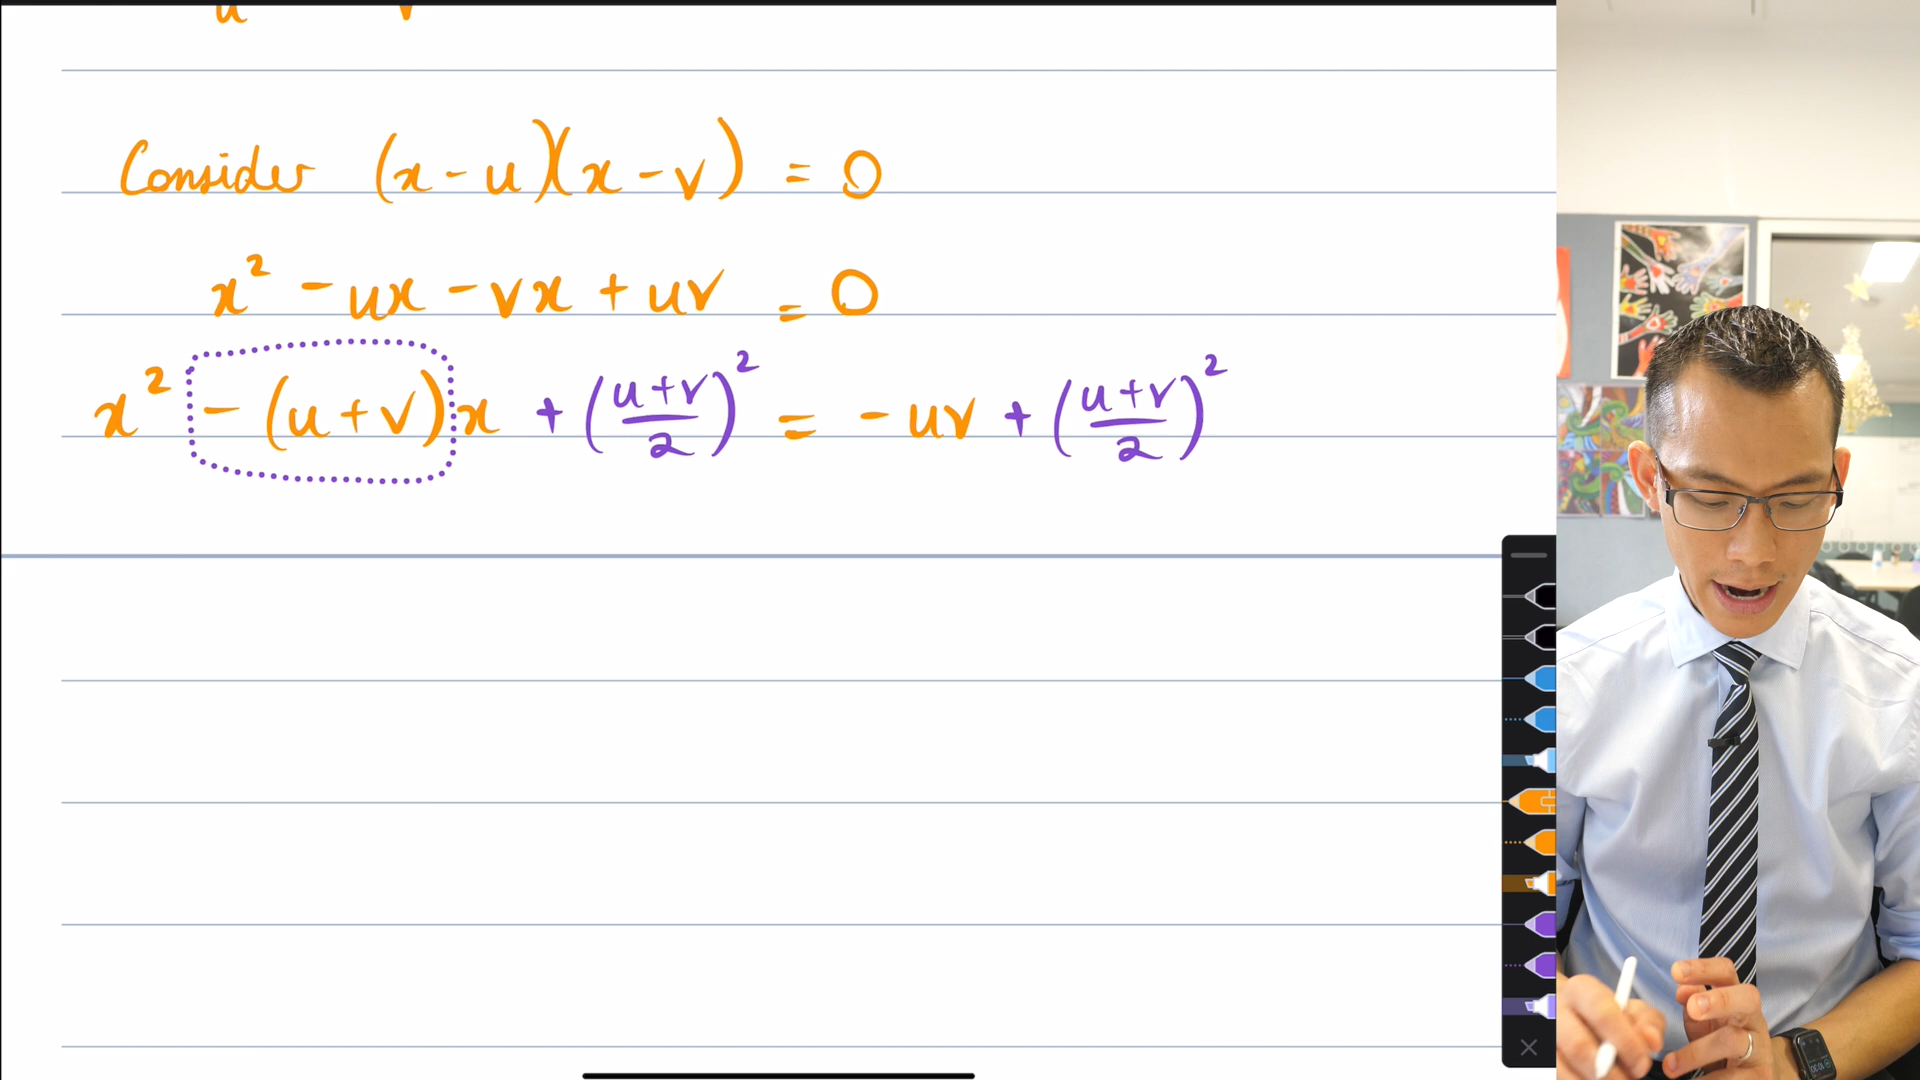 u v
Consider (x - u)(x - v) = 0
x² - ux - vx + uv = 0
x² - (u + v)x + ((u+v)/2)² = - uv + ((u+v)/2)²